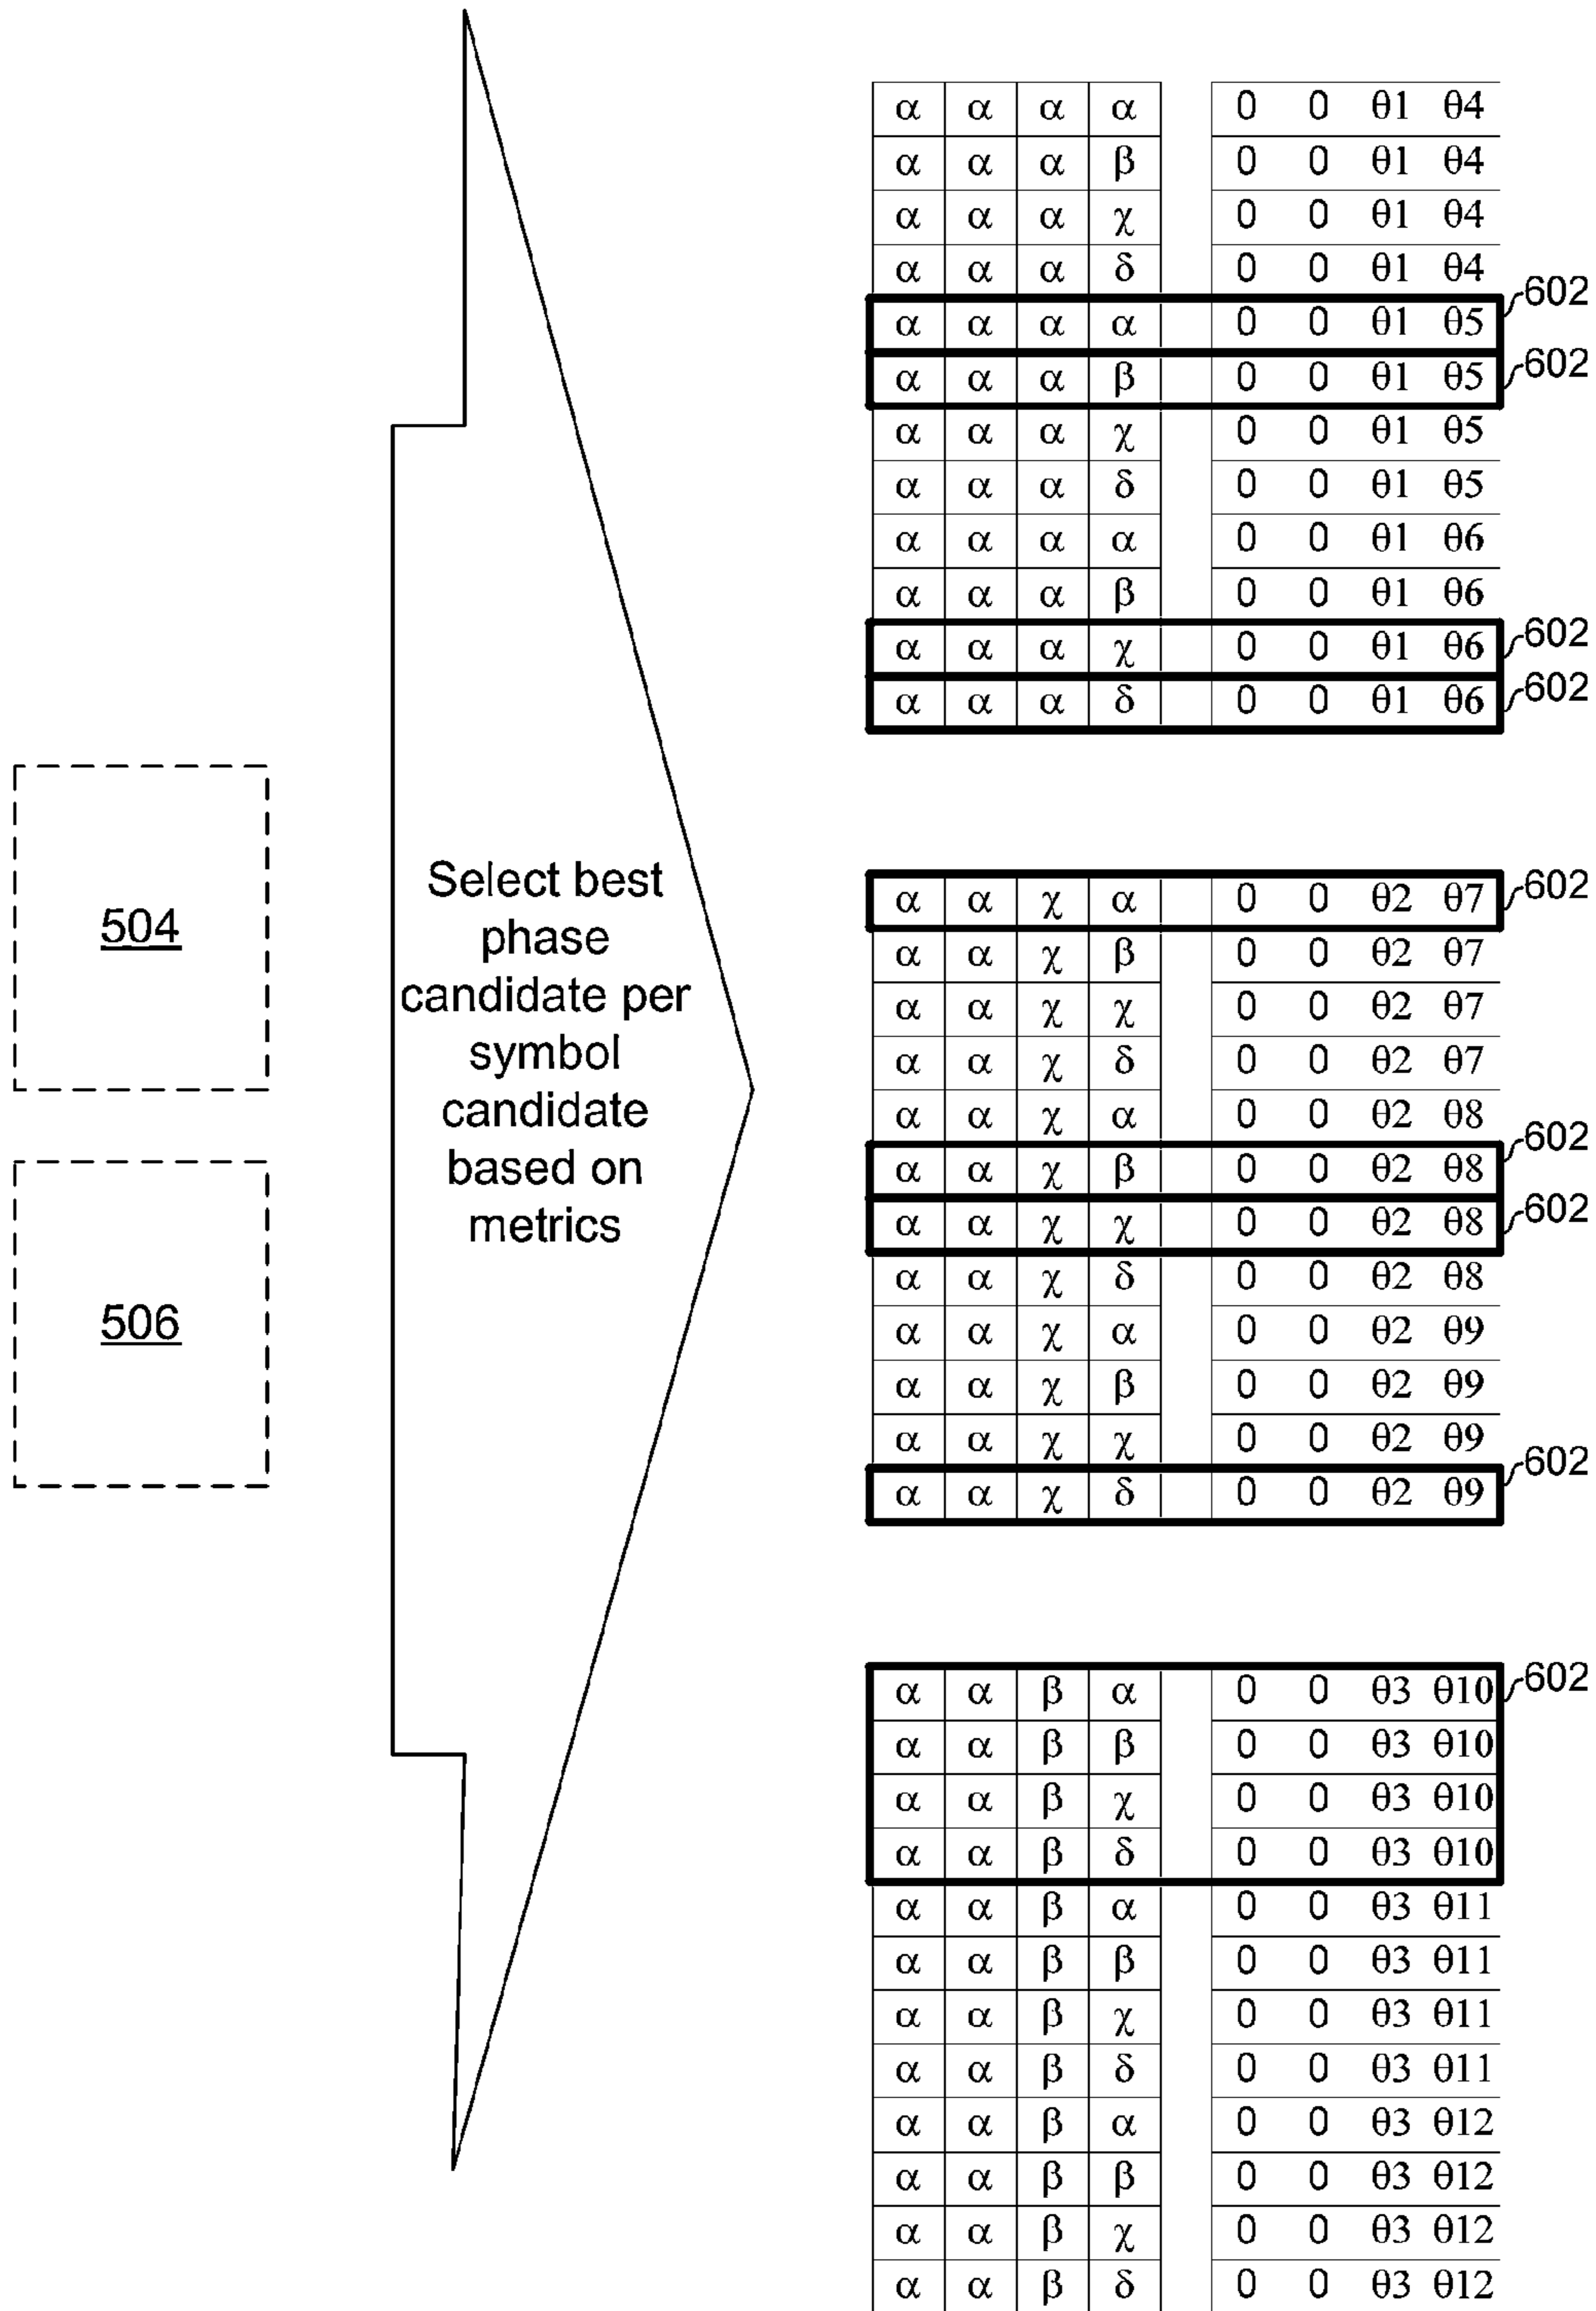 504
506
Select best
phase
candidate per
symbol
candidate
based on
metrics
α α α α 0 0 θ1 θ4
α α α β 0 0 θ1 θ4
α α α χ 0 0 θ1 θ4
α α α δ 0 0 θ1 θ4
α α α α 0 0 θ1 θ5 602
α α α β 0 0 θ1 θ5 602
α α α χ 0 0 θ1 θ5
α α α δ 0 0 θ1 θ5
α α α α 0 0 θ1 θ6
α α α β 0 0 θ1 θ6
α α α χ 0 0 θ1 θ6 602
α α α δ 0 0 θ1 θ6 602
α α χ α 0 0 θ2 θ7 602
α α χ β 0 0 θ2 θ7
α α χ χ 0 0 θ2 θ7
α α χ δ 0 0 θ2 θ7
α α χ α 0 0 θ2 θ8
α α χ β 0 0 θ2 θ8 602
α α χ χ 0 0 θ2 θ8 602
α α χ δ 0 0 θ2 θ8
α α χ α 0 0 θ2 θ9
α α χ β 0 0 θ2 θ9
α α χ χ 0 0 θ2 θ9
α α χ δ 0 0 θ2 θ9 602
α α β α 0 0 θ3 θ10 602
α α β β 0 0 θ3 θ10
α α β χ 0 0 θ3 θ10
α α β δ 0 0 θ3 θ10
α α β α 0 0 θ3 θ11
α α β β 0 0 θ3 θ11
α α β χ 0 0 θ3 θ11
α α β δ 0 0 θ3 θ11
α α β α 0 0 θ3 θ12
α α β β 0 0 θ3 θ12
α α β χ 0 0 θ3 θ12
α α β δ 0 0 θ3 θ12